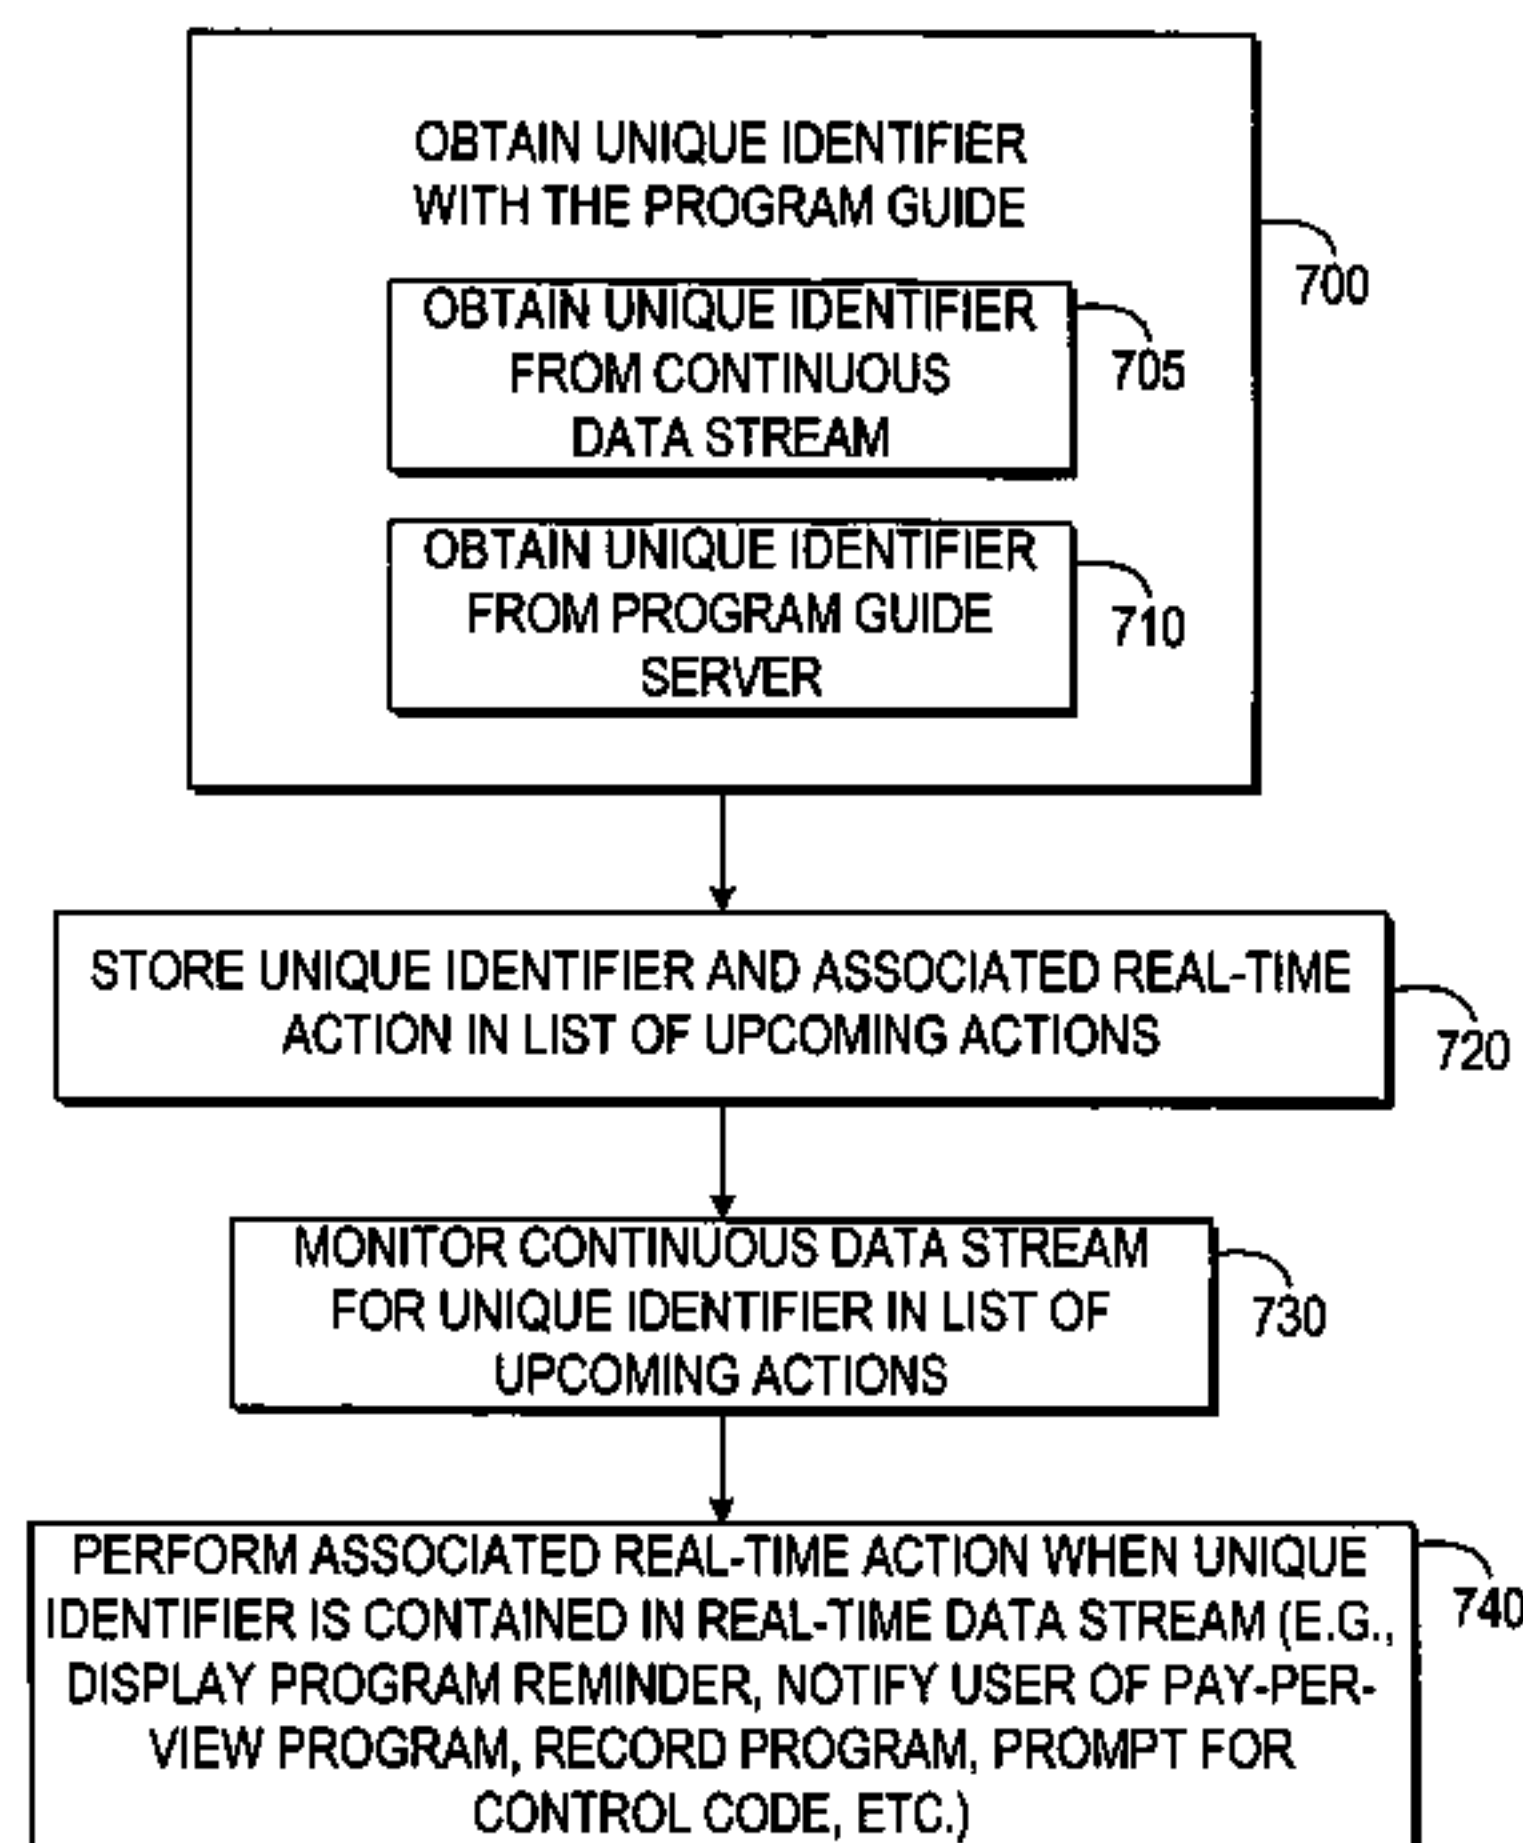 OBTAIN UNIQUE IDENTIFIER
WITH THE PROGRAM GUIDE
700
OBTAIN UNIQUE IDENTIFIER
FROM CONTINUOUS
DATA STREAM
705
OBTAIN UNIQUE IDENTIFIER
FROM PROGRAM GUIDE
SERVER
710
STORE UNIQUE IDENTIFIER AND ASSOCIATED REAL-TIME
ACTION IN LIST OF UPCOMING ACTIONS
720
MONITOR CONTINUOUS DATA STREAM
FOR UNIQUE IDENTIFIER IN LIST OF
UPCOMING ACTIONS
730
PERFORM ASSOCIATED REAL-TIME ACTION WHEN UNIQUE
IDENTIFIER IS CONTAINED IN REAL-TIME DATA STREAM (E.G.,
DISPLAY PROGRAM REMINDER, NOTIFY USER OF PAY-PER-
VIEW PROGRAM, RECORD PROGRAM, PROMPT FOR
CONTROL CODE, ETC.)
740